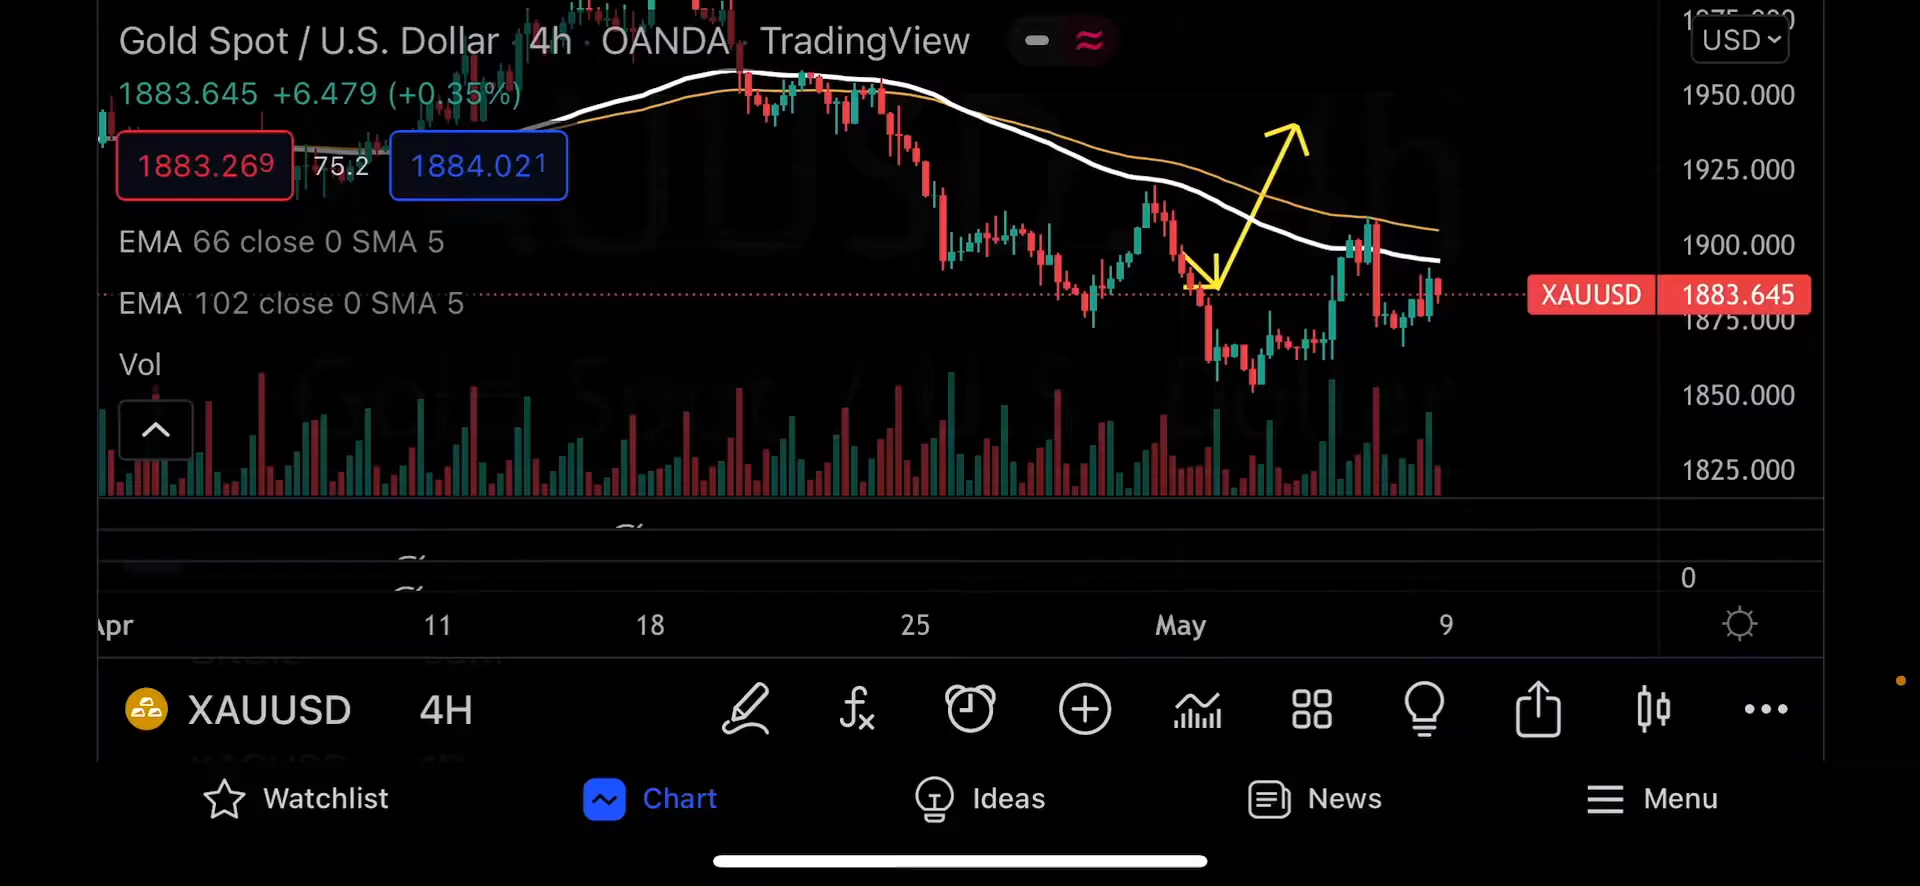 Gold Spot / U.S. Dollar · 4h · OANDA · TradingView
1883.645 +6.479 (+0.35%)
1883.269 75.2 1884.021
EMA 66 close 0 SMA 5
EMA 102 close 0 SMA 5
Vol
USD
1950.000
1925.000
1900.000
XAUUSD 1883.645
1875.000
1850.000
1825.000
0
Apr 11 18 25 May 9
XAUUSD 4H
Watchlist Chart Ideas News Menu